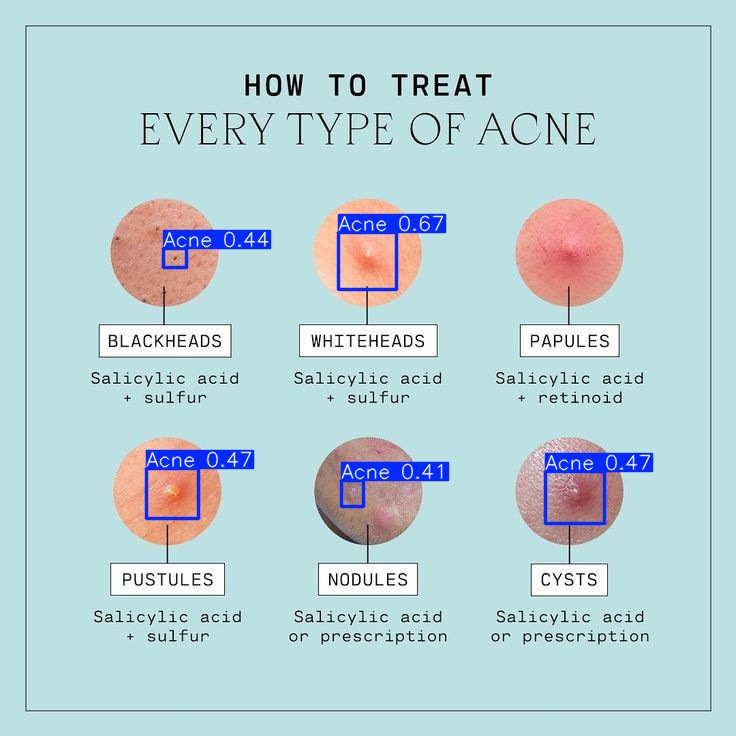 HOW TO TREAT
EVERY TYPE OF ACNE
Acne 0.44
Acne 0.67
BLACKHEADS
WHITEHEADS
PAPULES
Salicylic acid
+ sulfur
Salicylic acid
+ sulfur
Salicylic acid
+ retinoid
Acne 0.47
Acne 0.41
Acne 0.47
PUSTULES
NODULES
CYSTS
Salicylic acid
+ sulfur
Salicylic acid
or prescription
Salicylic acid
or prescription